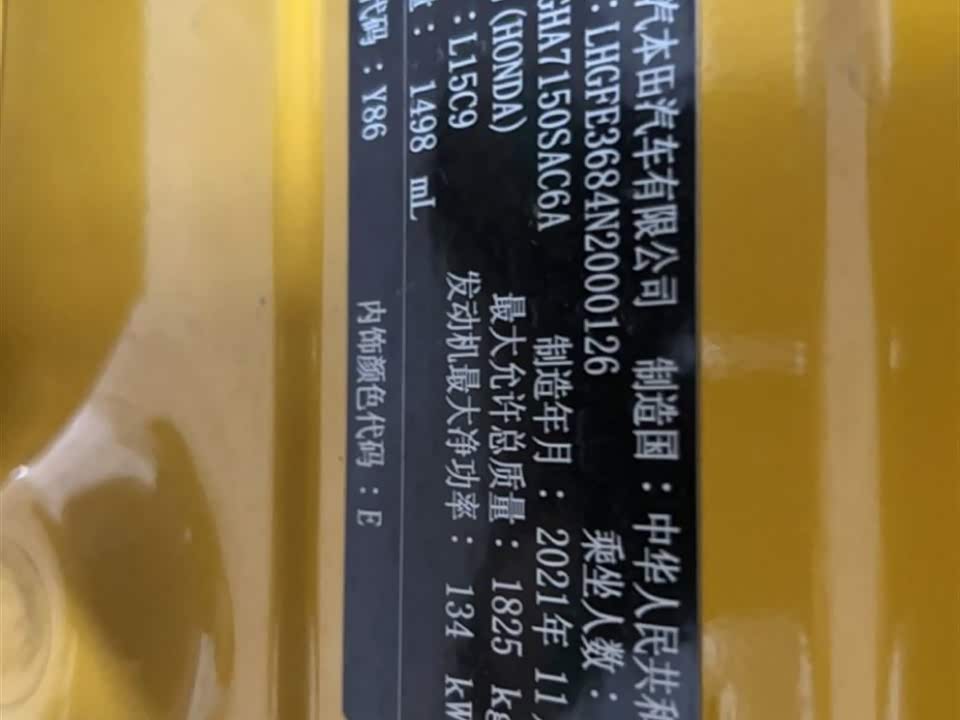 汽本田汽车有限公司 制造国：中华人民共和
：LHGFE3684N2000126 乘坐人数：
GHA7150SAC6A 制造年月：2021年 11
(HONDA) 最大允许总质量：1825 kg
：L15C9 发动机最大净功率：134 kW
：1498 mL
代码：Y86 内饰颜色代码：E